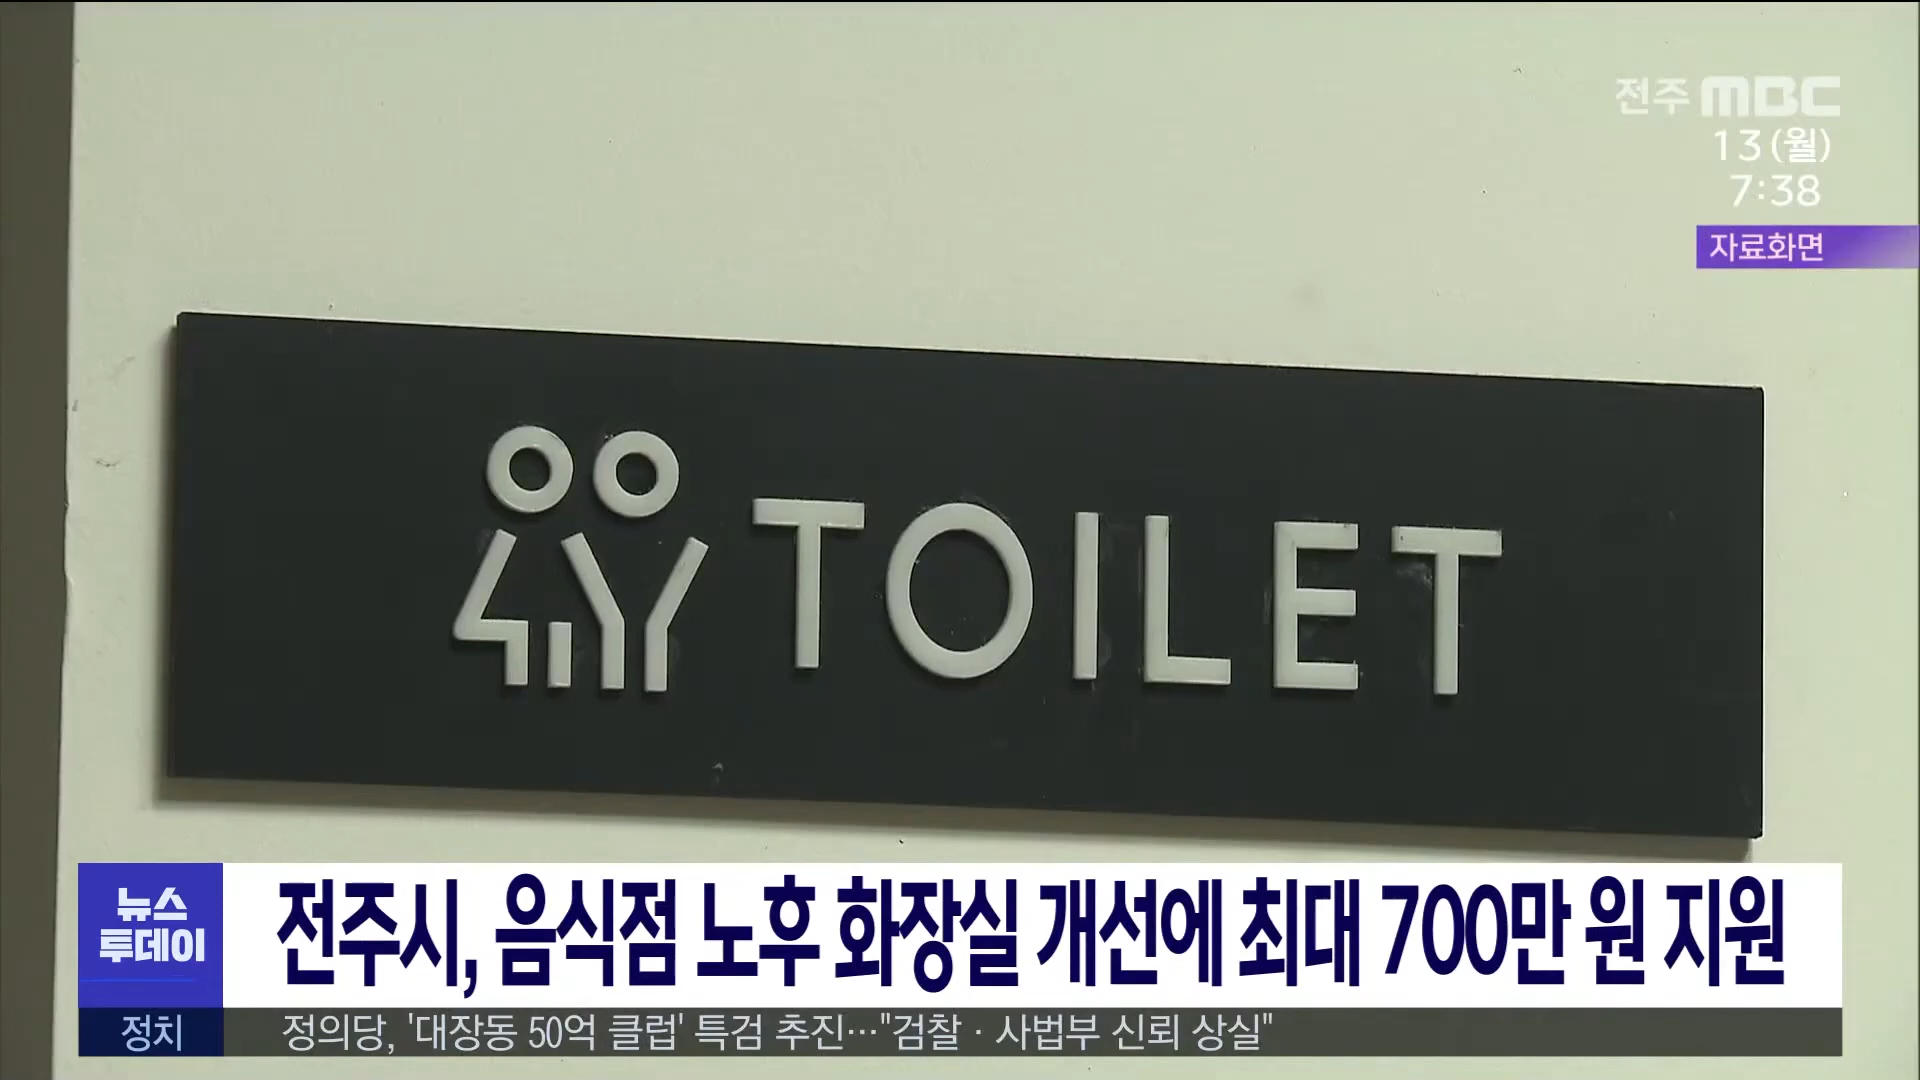 전주 MBC
13(월)
7:38
자료화면
TOILET
뉴스
투데이
전주시, 음식점 노후 화장실 개선에 최대 700만 원 지원
정치
정의당, '대장동 50억 클럽' 특검 추진…"검찰·사법부 신뢰 상실"